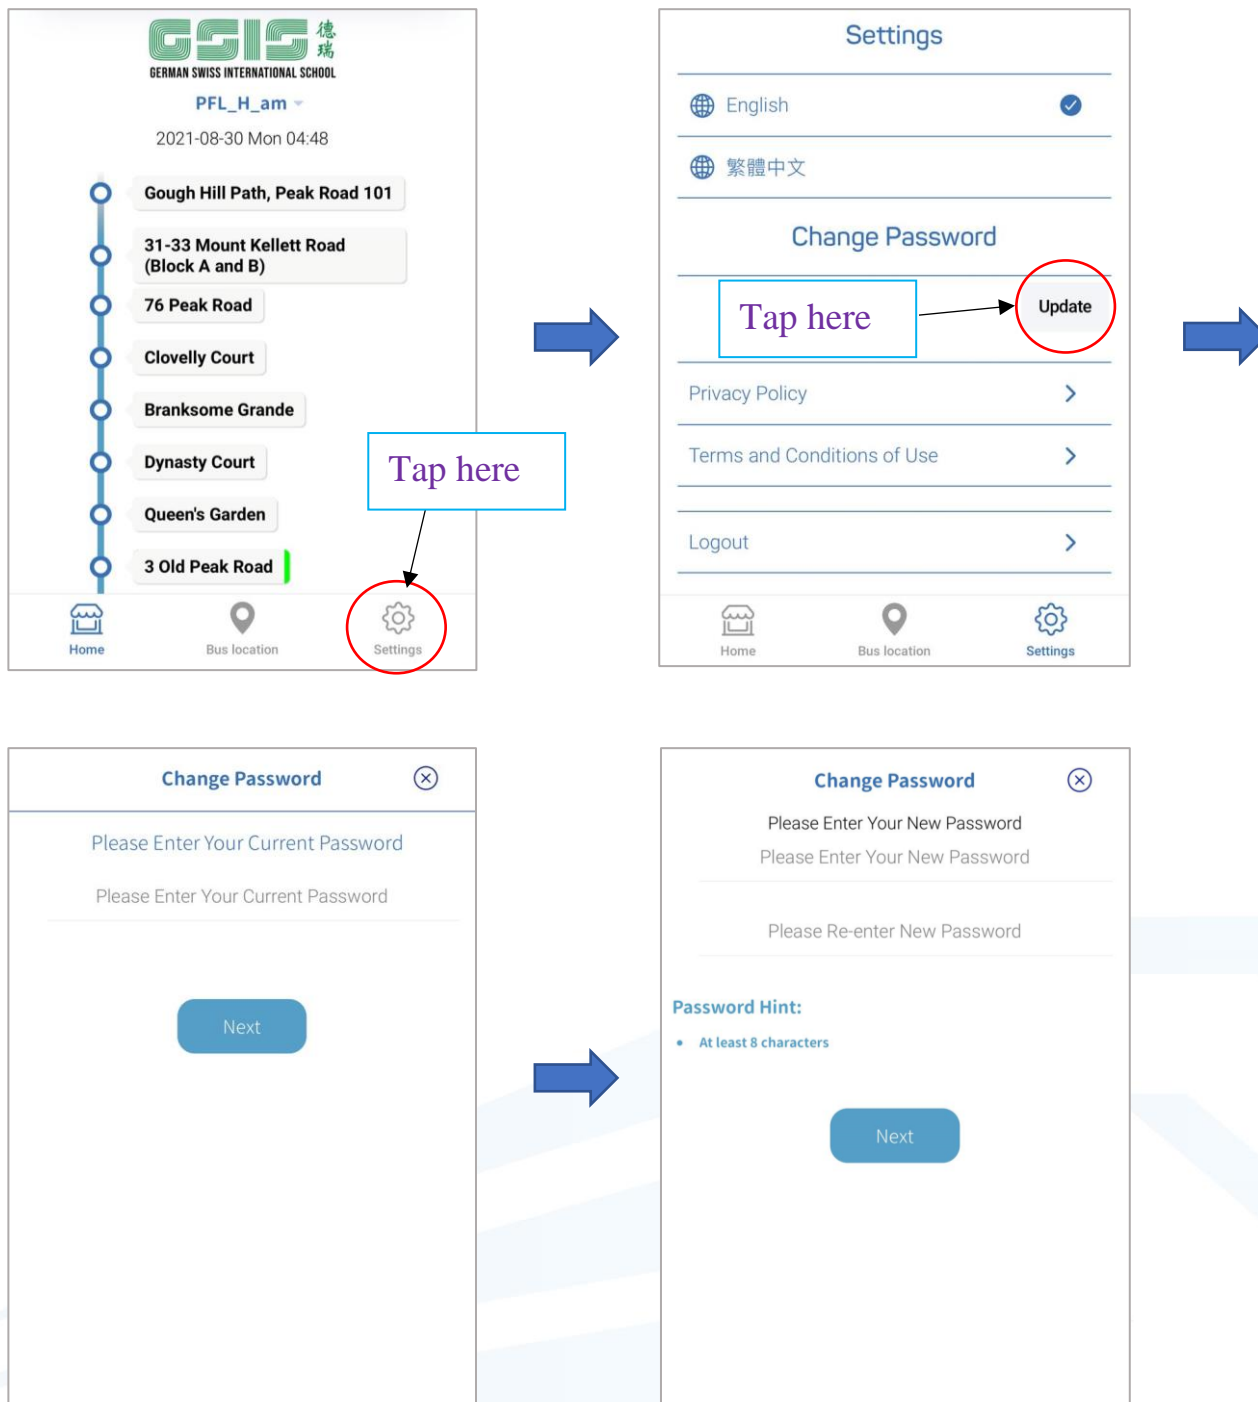 GSIS 德瑞
GERMAN SWISS INTERNATIONAL SCHOOL
PFL_H_am
2021-08-30 Mon 04:48
Gough Hill Path, Peak Road 101
31-33 Mount Kellett Road
(Block A and B)
76 Peak Road
Clovelly Court
Branksome Grande
Dynasty Court
Queen's Garden
3 Old Peak Road
Tap here
Home
Bus location
Settings
Settings
English
繁體中文
Change Password
Tap here
Update
Privacy Policy
Terms and Conditions of Use
Logout
Home
Bus location
Settings
Change Password
Please Enter Your Current Password
Please Enter Your Current Password
Next
Change Password
Please Enter Your New Password
Please Enter Your New Password
Please Re-enter New Password
Password Hint:
• At least 8 characters
Next